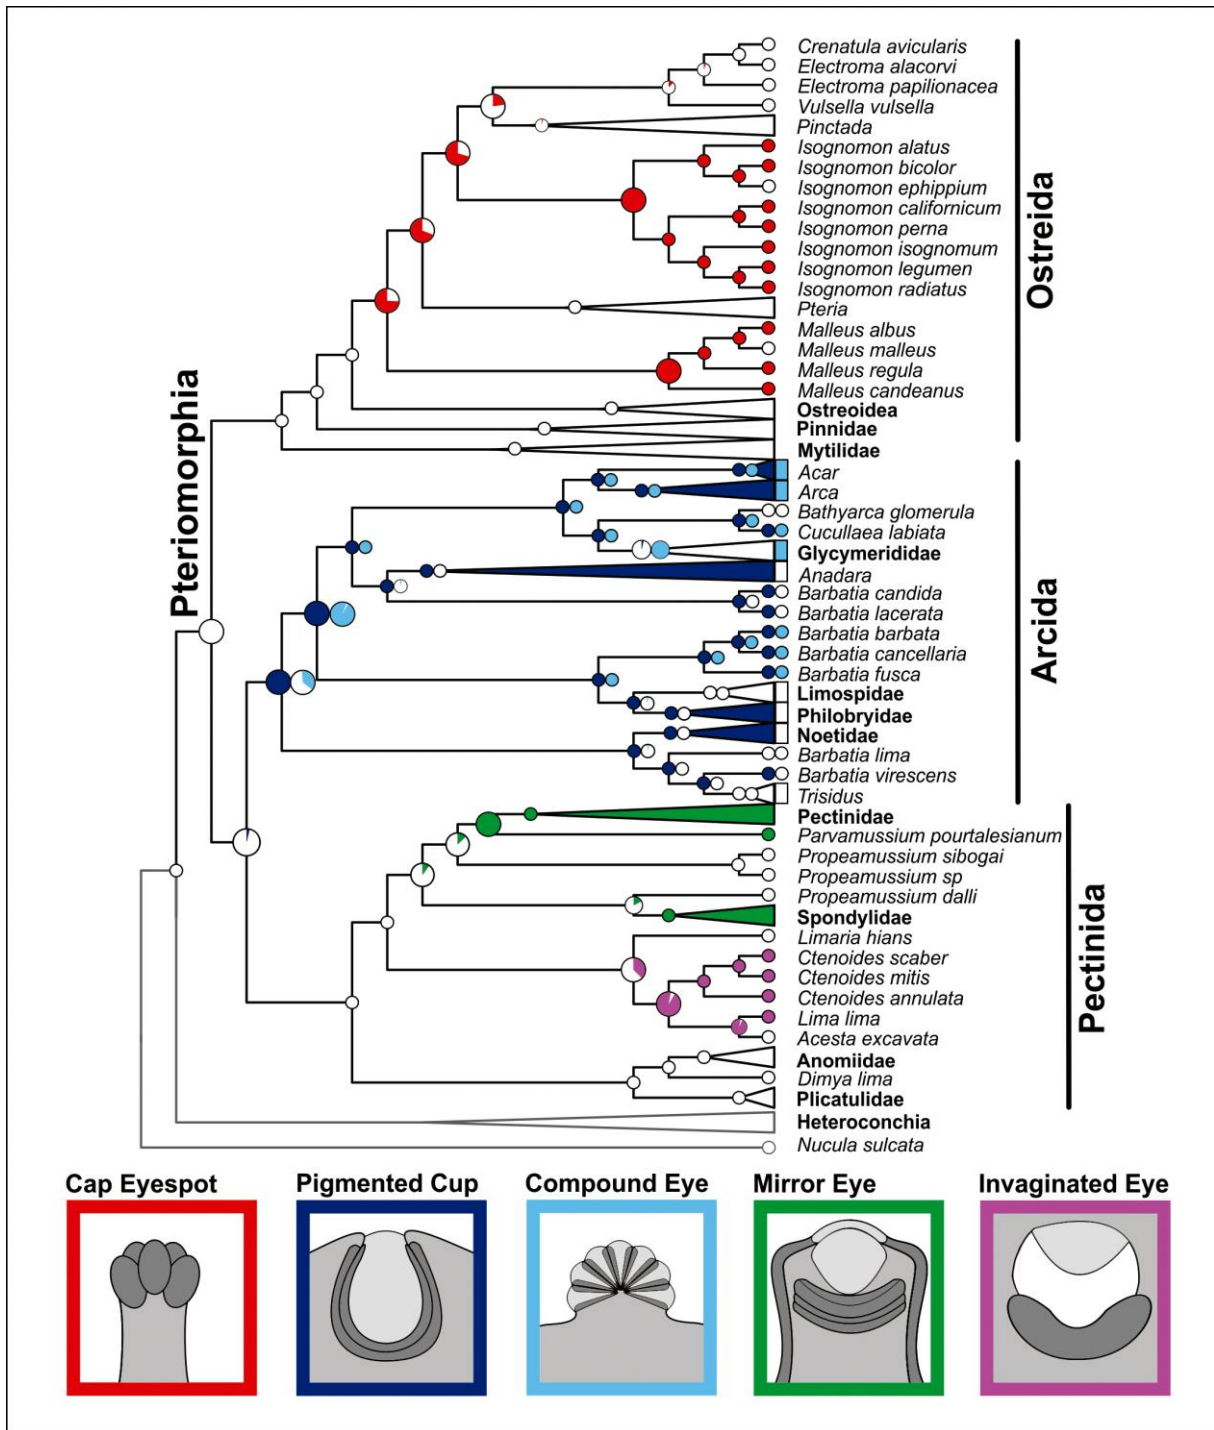 Crenatula avicularis
Electroma alacorvi
Electroma papilionacea
Vulsella vulsella
Pinctada
Isognomon alatus
Isognomon bicolor
Isognomon ephippium
Isognomon californicum
Isognomon perna
Isognomon isognomum
Isognomon legumen
Isognomon radiatus
Pteria
Malleus albus
Malleus malleus
Malleus regula
Malleus candeanus
Ostreoidea
Pinnidae
Mytilidae
Ostreida
Pteriomorphia
Acar
Arca
Bathyarca glomerula
Cucullaea labiata
Glycymerididae
Anadara
Barbatia candida
Barbatia lacerata
Barbatia barbata
Barbatia cancellaria
Barbatia fusca
Limospidae
Philobryidae
Noetidae
Barbatia lima
Barbatia virescens
Trisidus
Arcida
Pectinidae
Parvamussium pourtalesianum
Propeamussium sibogai
Propeamussium sp
Propeamussium dalli
Spondylidae
Limaria hians
Ctenoides scaber
Ctenoides mitis
Ctenoides annulata
Lima lima
Acesta excavata
Anomiidae
Dimya lima
Plicatulidae
Pectinida
Heteroconchia
Nucula sulcata
Cap Eyespot
Pigmented Cup
Compound Eye
Mirror Eye
Invaginated Eye